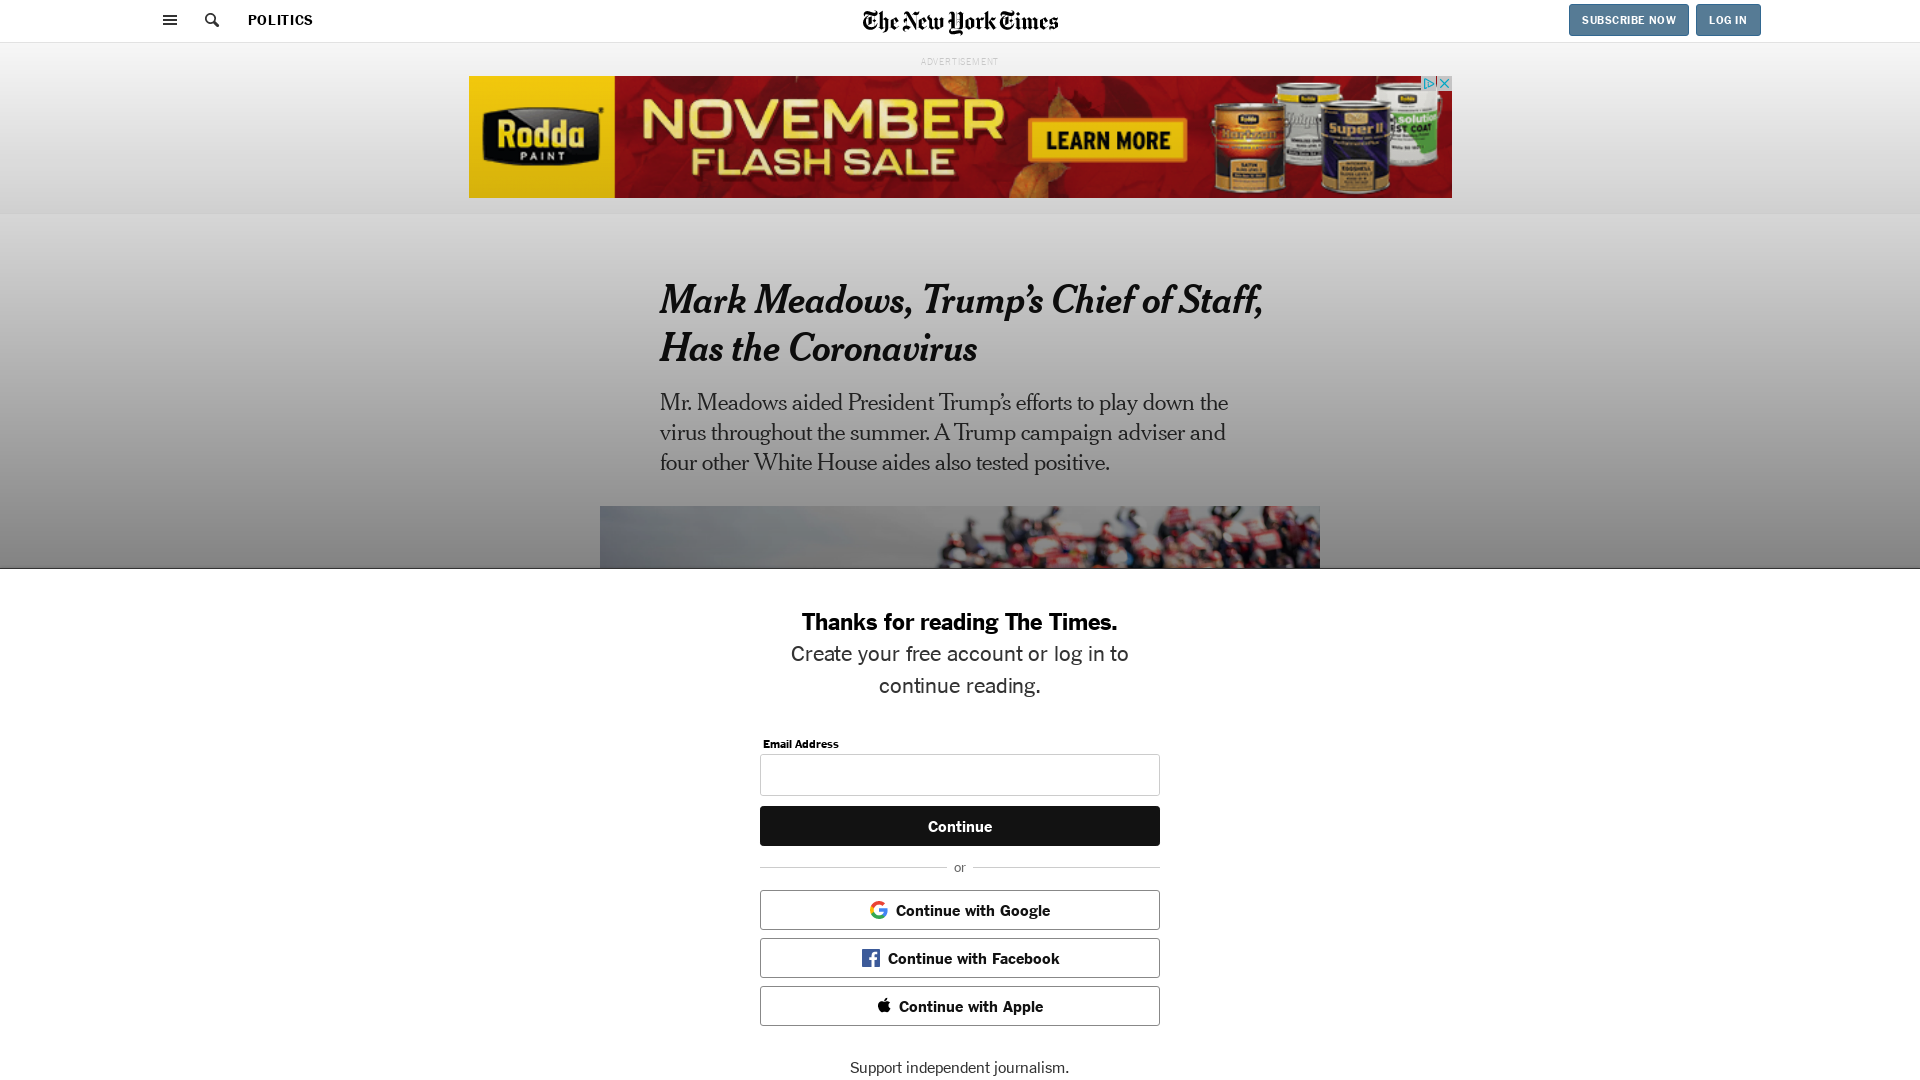 POLITICS
The New York Times
SUBSCRIBE NOW
LOG IN
ADVERTISEMENT
Rodda
PAINT
NOVEMBER
FLASH SALE
LEARN MORE
Mark Meadows, Trump’s Chief of Staff,
Has the Coronavirus
Mr. Meadows aided President Trump’s efforts to play down the
virus throughout the summer. A Trump campaign adviser and
four other White House aides also tested positive.
Thanks for reading The Times.
Create your free account or log in to
continue reading.
Email Address
Continue
or
Continue with Google
Continue with Facebook
Continue with Apple
Support independent journalism.